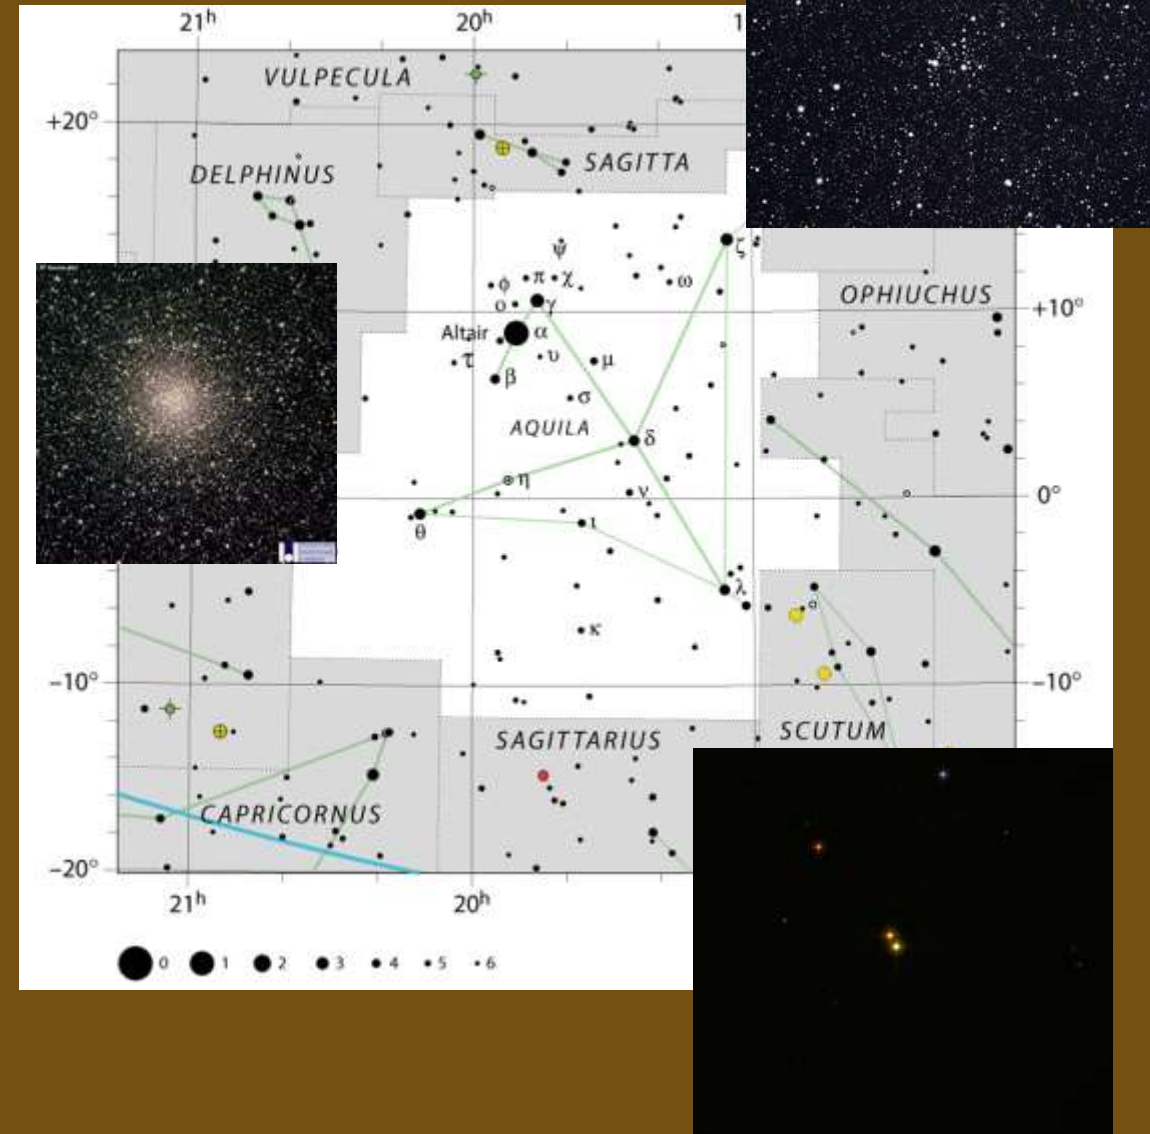 21h 20h 1
VULPECULA
+20°
SAGITTA
DELPHINUS
ζ
ψ
π χ ω
φ
ο γ
OPHIUCHUS
+10°
Altair α
τ υ μ
β
σ
AQUILA δ
η ν 0°
θ ι
λ
κ
−10° −10°
SAGITTARIUS SCUTUM
CAPRICORNUS
−20°
21h 20h
0 1 2 3 4 5 6